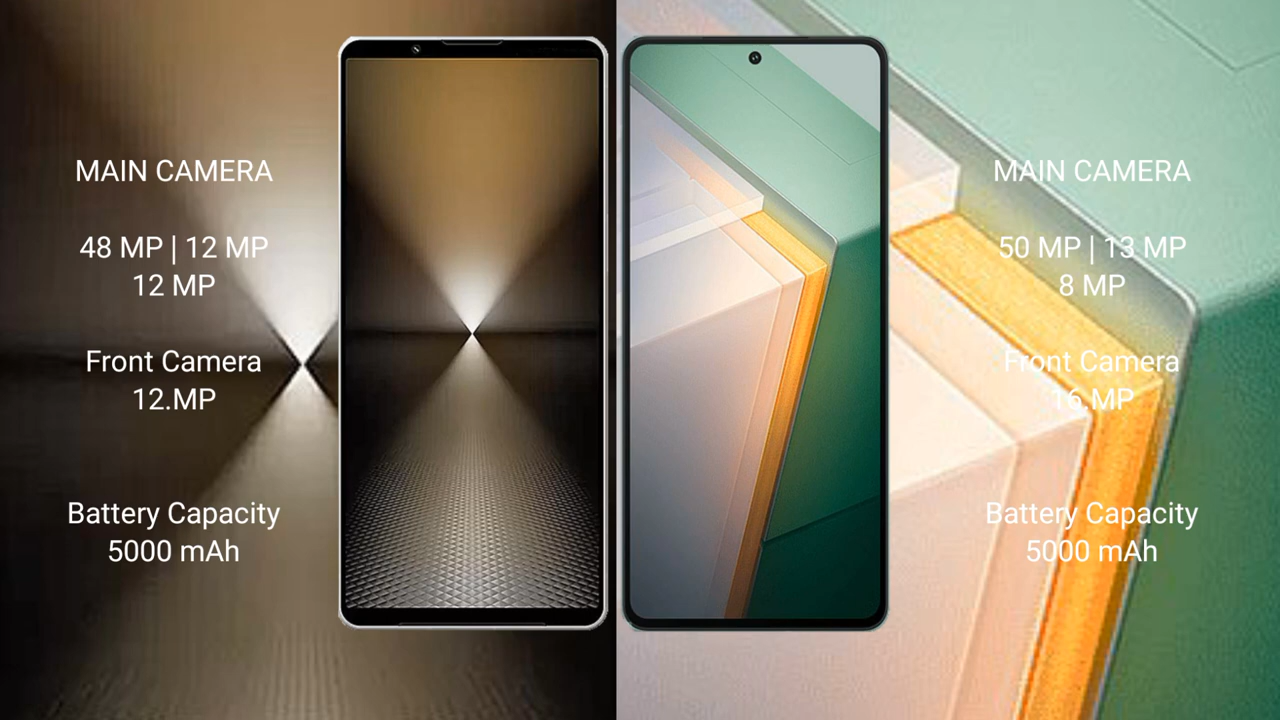 MAIN CAMERA
48 MP | 12 MP
12 MP
Front Camera
12.MP
Battery Capacity
5000 mAh
MAIN CAMERA
50 MP | 13 MP
8 MP
Front Camera
16.MP
Battery Capacity
5000 mAh